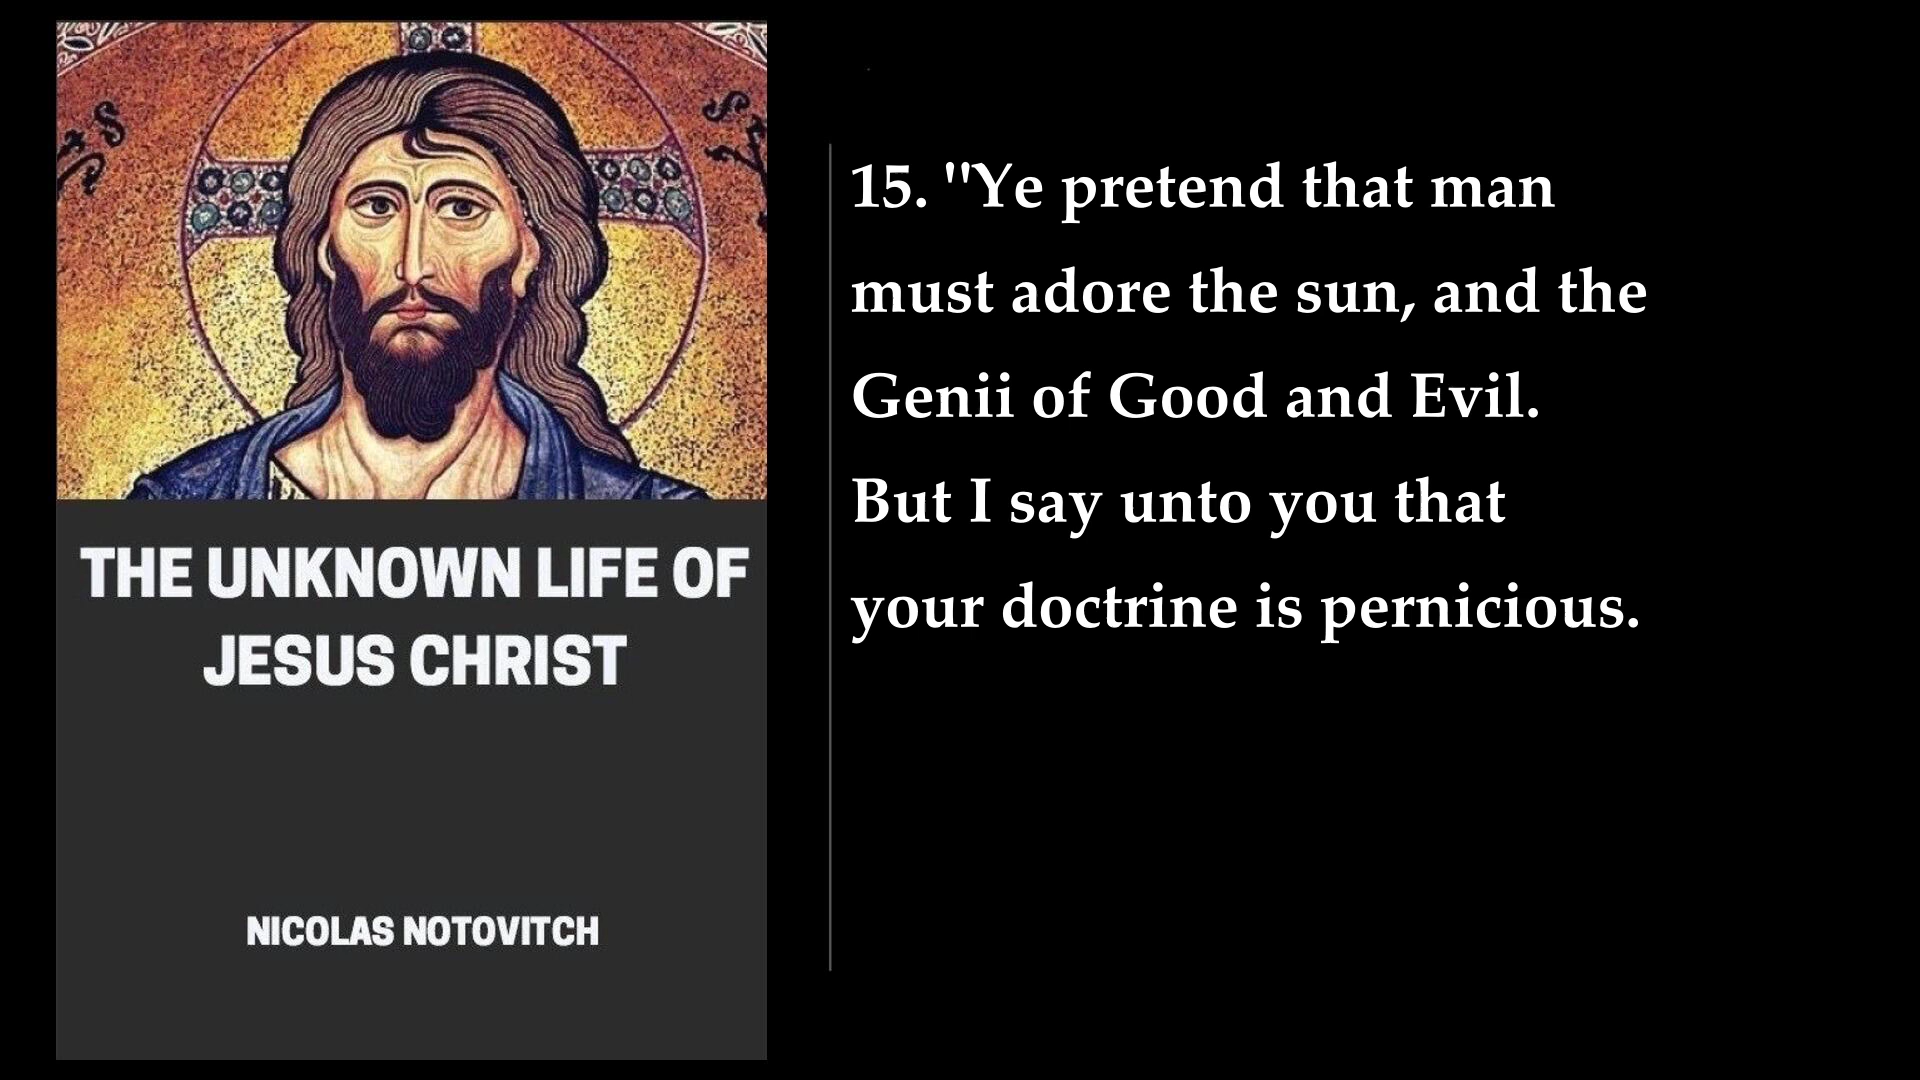 THE UNKNOWN LIFE OF
JESUS CHRIST
NICOLAS NOTOVITCH
15. "Ye pretend that man
must adore the sun, and the
Genii of Good and Evil.
But I say unto you that
your doctrine is pernicious.